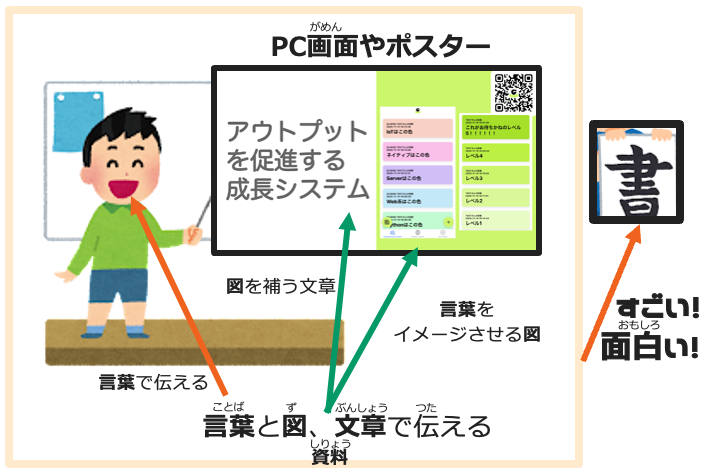 がめん
PC画面やポスター
アウトプット
を促進する
成長システム
IoTはこの色
ネイティブはこの色
Serverはこの色
Web系はこの色
ythonはこの色
これがお待ちかねのレベル
5！！！！！！
レベル4
レベル3
レベル2
レベル1
書
図を補う文章
言葉を
イメージさせる図
すごい!
おもしろ
面白い!
言葉で伝える
ことば ず ぶんしょう つた
言葉と図、文章で伝える
しりょう
資料